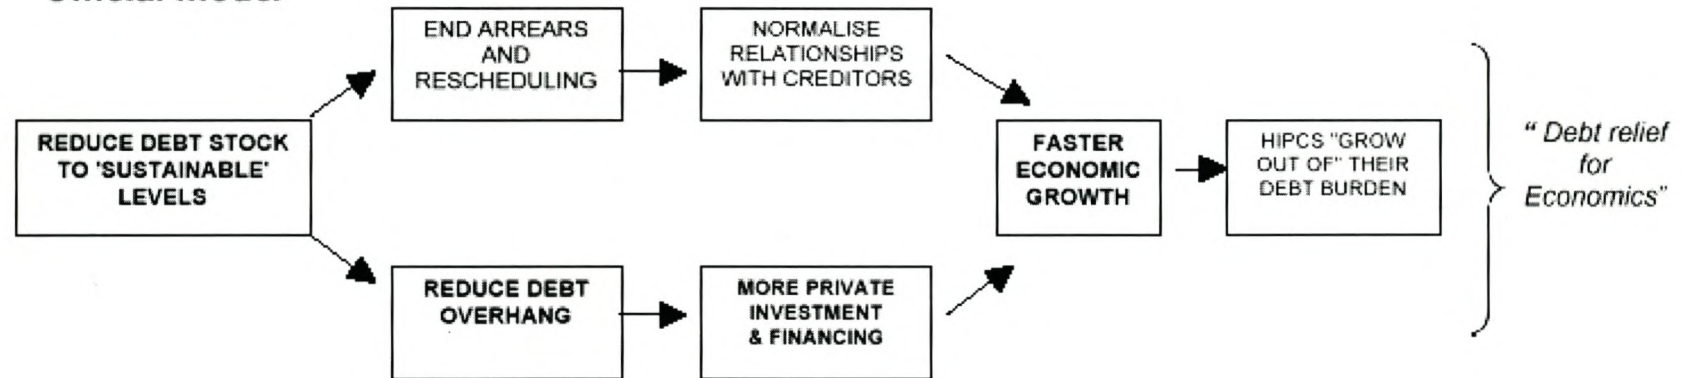 END ARREARS
AND
RESCHEDULING
NORMALISE
RELATIONSHIPS
WITH CREDITORS
REDUCE DEBT STOCK
TO 'SUSTAINABLE'
LEVELS
FASTER
ECONOMIC
GROWTH
HIPCS "GROW
OUT OF" THEIR
DEBT BURDEN
“ Debt relief
for
Economics”
REDUCE DEBT
OVERHANG
MORE PRIVATE
INVESTMENT
& FINANCING